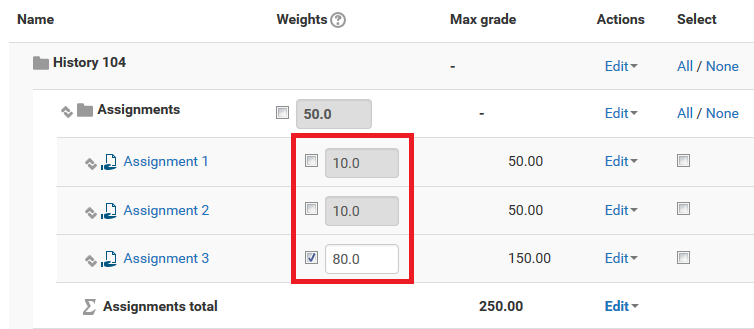 Name Weights ? Max grade Actions Select
History 104 - Edit All / None
Assignments 50.0 - Edit All / None
Assignment 1 10.0 50.00 Edit
Assignment 2 10.0 50.00 Edit
Assignment 3 80.0 150.00 Edit
Σ Assignments total 250.00 Edit